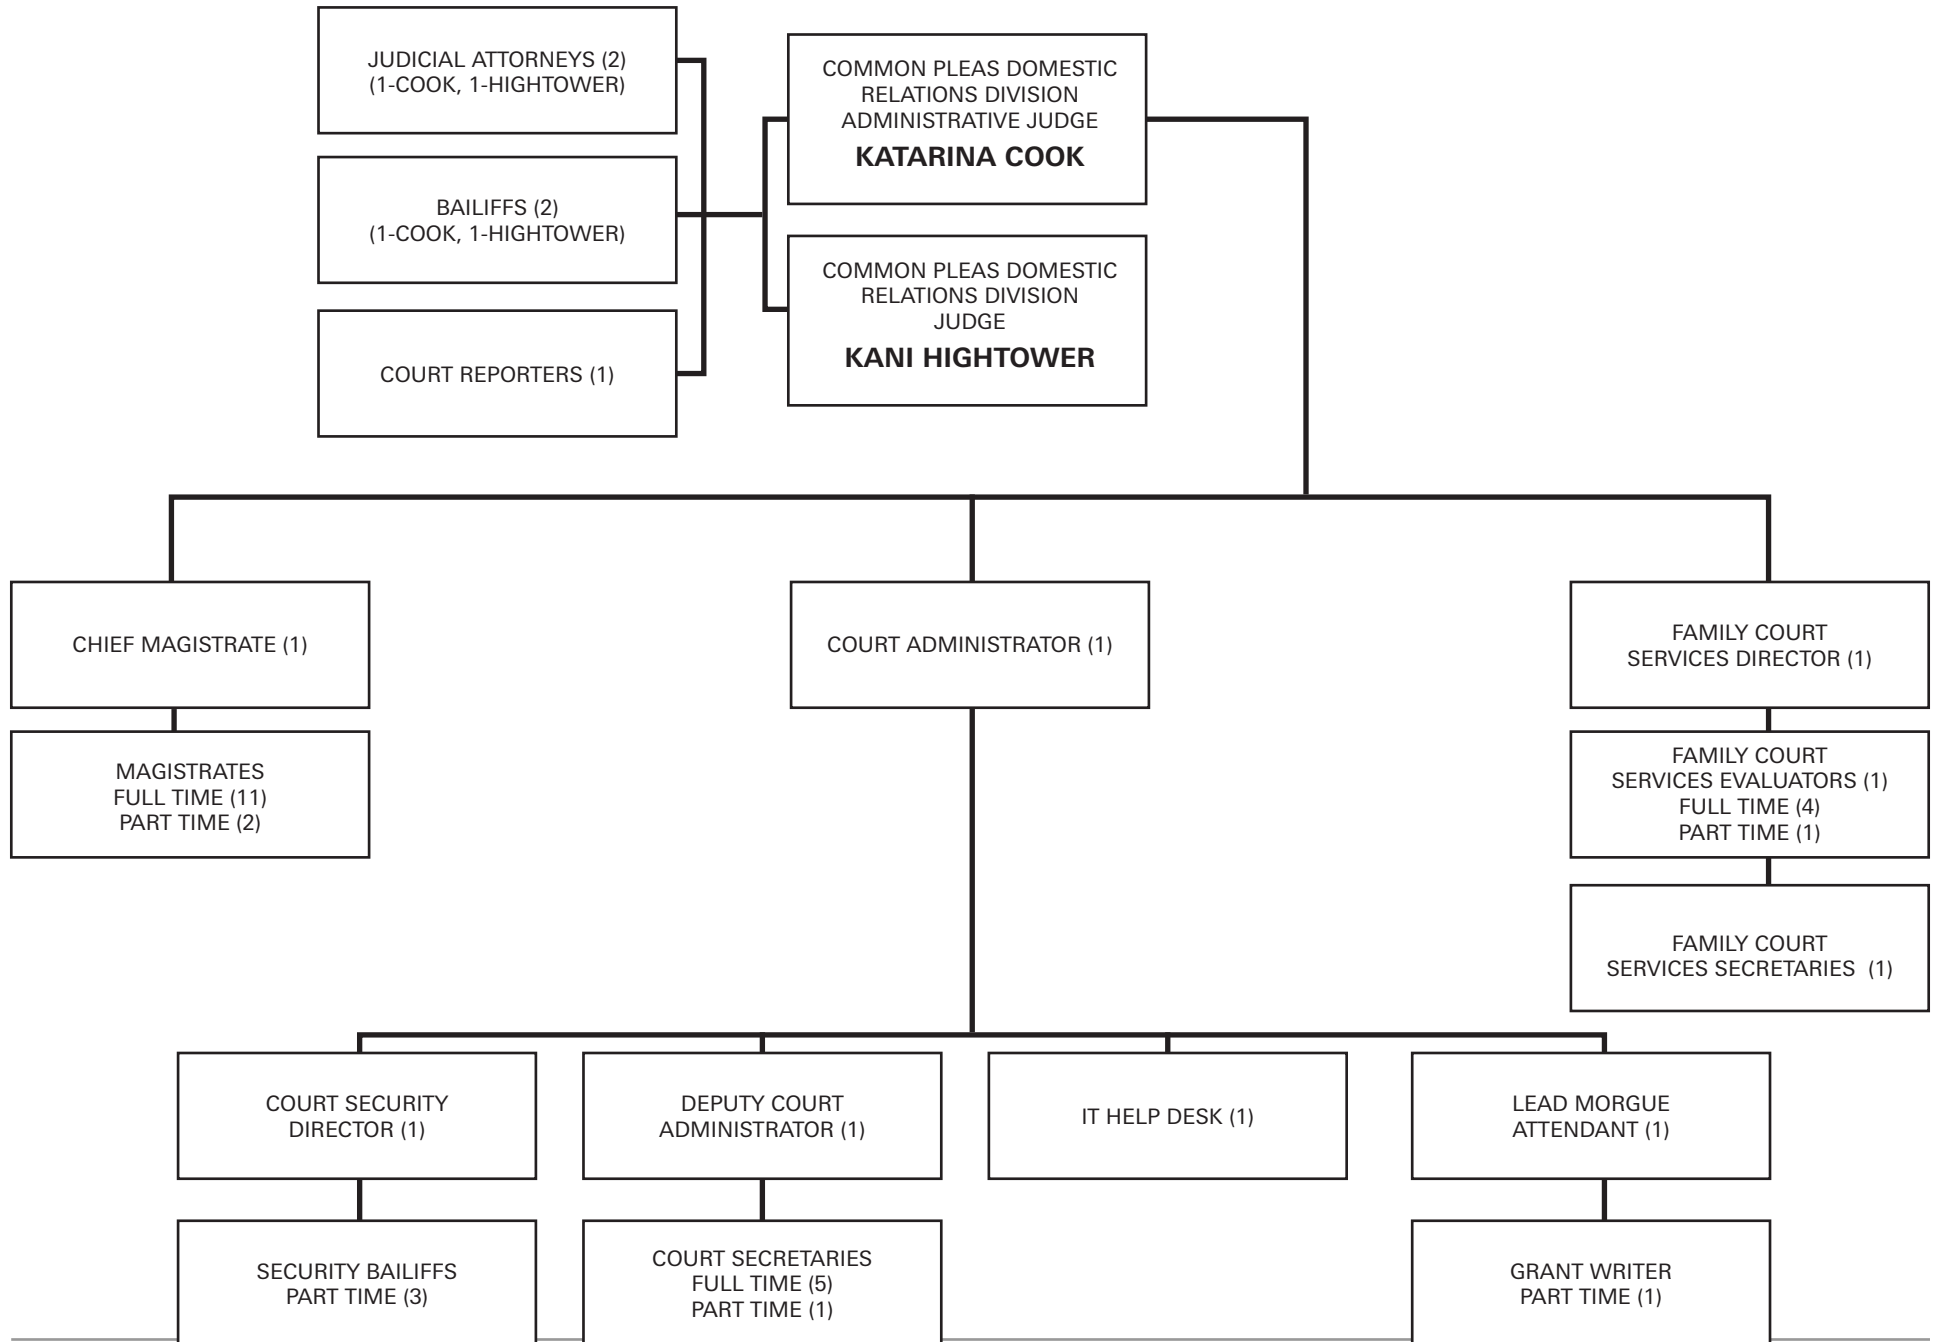 JUDICIAL ATTORNEYS (2)
(1-COOK, 1-HIGHTOWER)
BAILIFFS (2)
(1-COOK, 1-HIGHTOWER)
COURT REPORTERS (1)
COMMON PLEAS DOMESTIC
RELATIONS DIVISION
ADMINISTRATIVE JUDGE
KATARINA COOK
COMMON PLEAS DOMESTIC
RELATIONS DIVISION
JUDGE
KANI HIGHTOWER
CHIEF MAGISTRATE (1)
MAGISTRATES
FULL TIME (11)
PART TIME (2)
COURT ADMINISTRATOR (1)
FAMILY COURT
SERVICES DIRECTOR (1)
FAMILY COURT
SERVICES EVALUATORS (1)
FULL TIME (4)
PART TIME (1)
FAMILY COURT
SERVICES SECRETARIES  (1)
COURT SECURITY
DIRECTOR (1)
DEPUTY COURT
ADMINISTRATOR (1)
IT HELP DESK (1)
LEAD MORGUE
ATTENDANT (1)
SECURITY BAILIFFS
PART TIME (3)
COURT SECRETARIES
FULL TIME (5)
PART TIME (1)
GRANT WRITER
PART TIME (1)